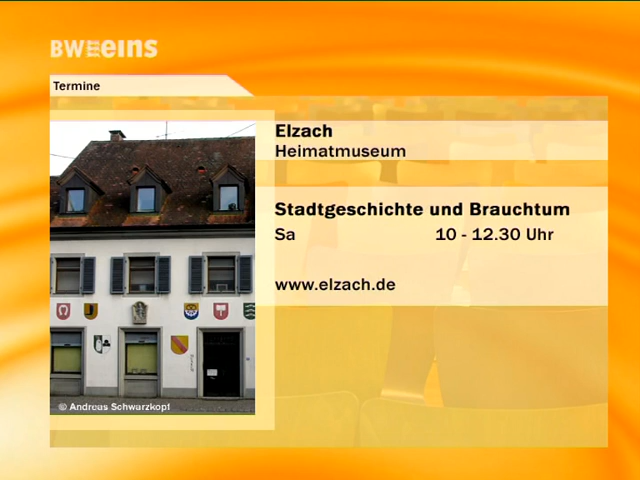 BW eins
Termine
Elzach
Heimatmuseum
Stadtgeschichte und Brauchtum
Sa 10 - 12.30 Uhr
www.elzach.de
© Andreas Schwarzkopf